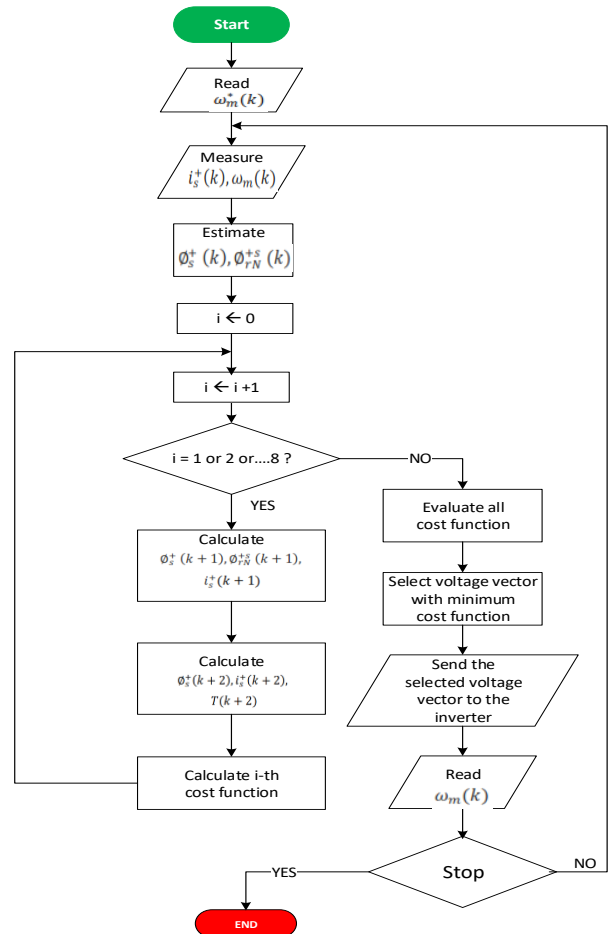 Start
Read
ω*ₘ(k)
Measure
i⁺ₛ(k), ωₘ(k)
Estimate
∅⁺ₛ (k), ∅⁺ˢᵣN (k)
i ← 0
i ← i +1
i = 1 or 2 or....8 ?
NO
YES
Calculate
∅⁺ₛ (k + 1), ∅⁺ˢᵣN (k + 1),
i⁺ₛ(k + 1)
Calculate
∅⁺ₛ(k + 2), i⁺ₛ(k + 2),
T(k + 2)
Calculate i-th
cost function
Evaluate all
cost function
Select voltage vector
with minimum
cost function
Send the
selected voltage
vector to the
inverter
Read
ωₘ(k)
Stop
NO
YES
END